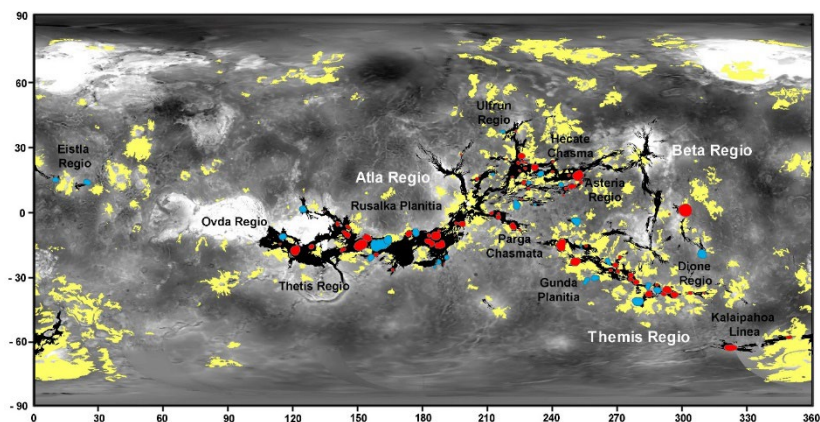 90
60
30
0
- 30
- 60
- 90
Ulfrun
Regio
Hecate
Chasma
Beta Regio
Eistla
Regio
Atla Regio
Asteria
Regio
Rusalka Planitia
Ovda Regio
Parga
Chasmata
Thetis Regio
Dione
Regio
Gunda
Planitia
Kalaipahoa
Linea
Themis Regio
0 30 60 90 120 150 180 210 240 270 300 330 360